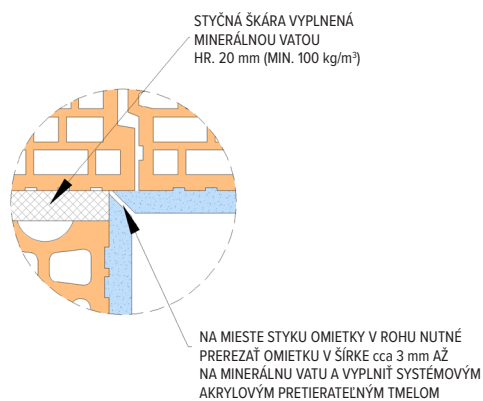 STYČNÁ ŠKÁRA VYPLNENÁ
MINERÁLNOU VATOU
HR. 20 mm (MIN. 100 kg/m³)
NA MIESTE STYKU OMIETKY V ROHU NUTNÉ
PREREZAŤ OMIETKU V ŠÍRKE cca 3 mm AŽ
NA MINERÁLNU VATU A VYPLNIŤ SYSTÉMOVÝM
AKRYLOVÝM PRETIERATEĽNÝM TMELOM